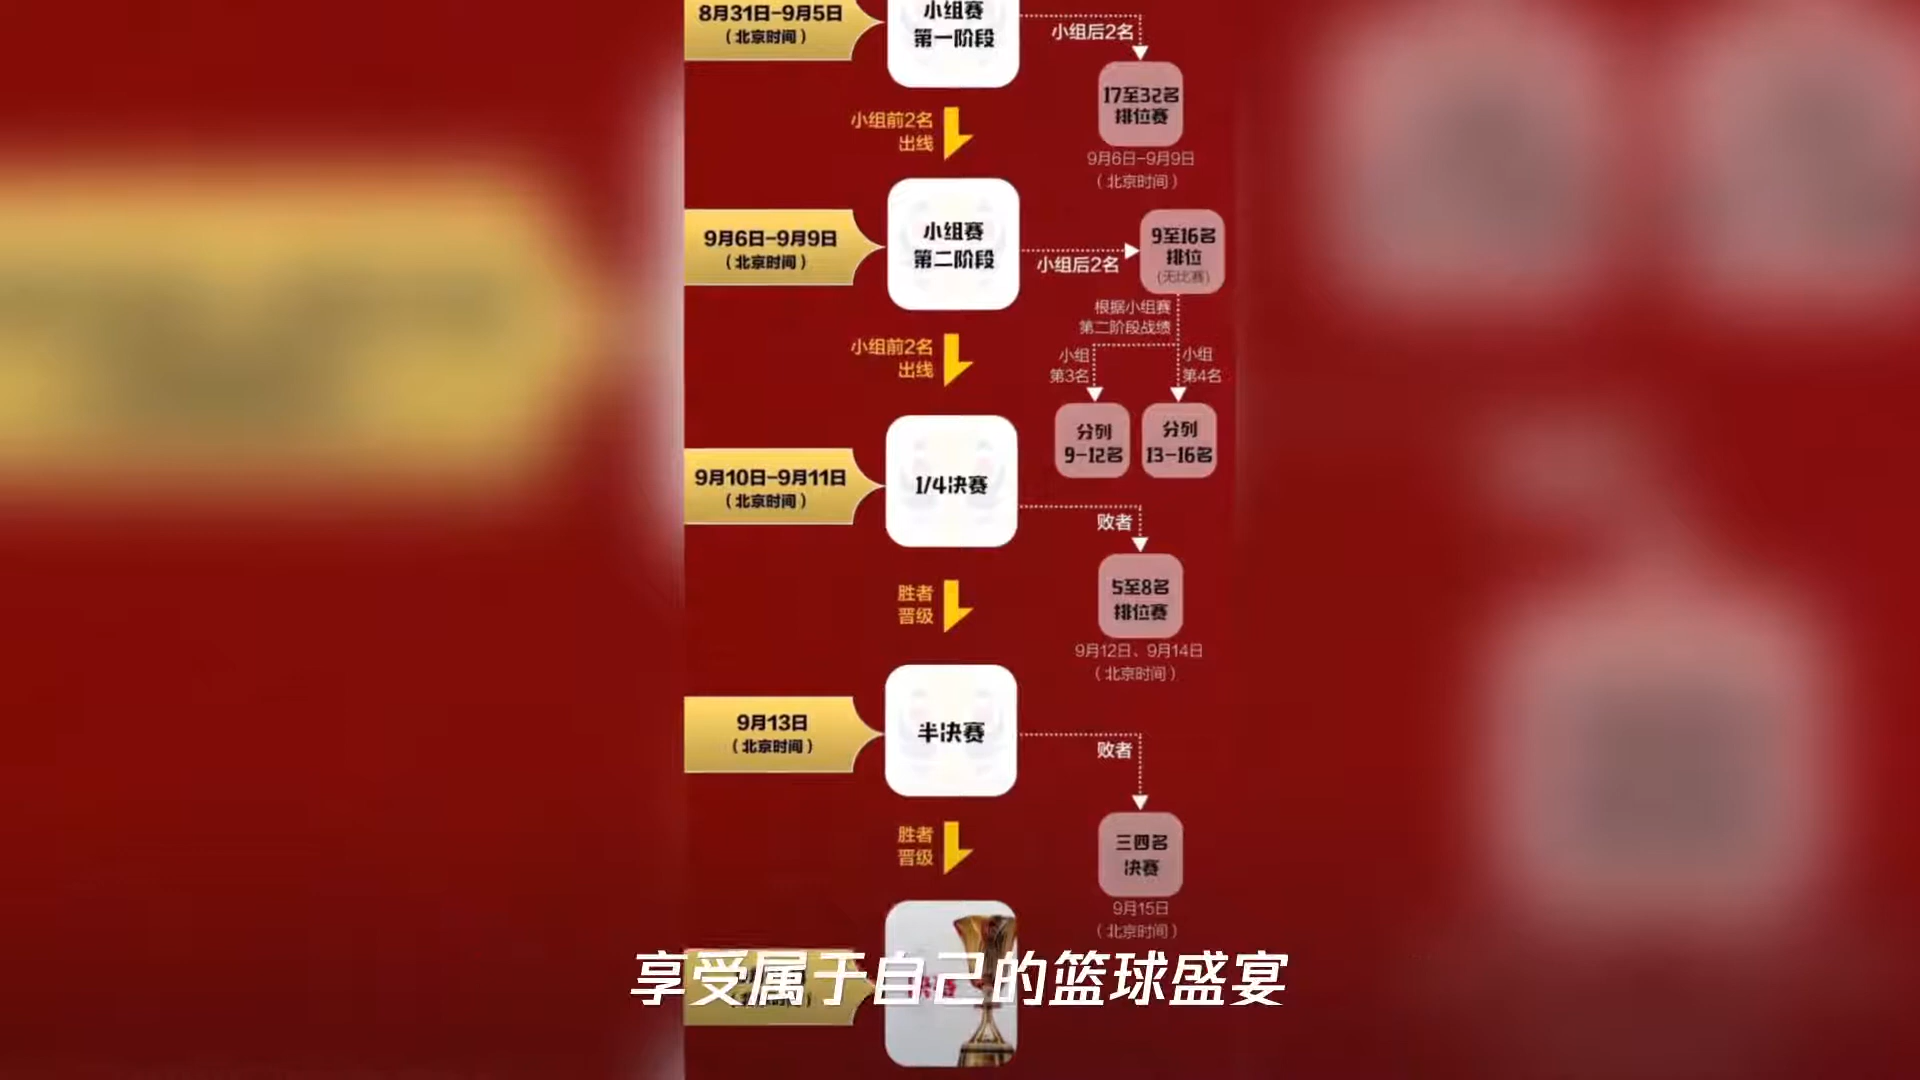 8月31日-9月5日
（北京时间）
小组赛
第一阶段
小组后2名
17至32名
排位赛
9月6日-9月9日
（北京时间）
小组前2名
出线
9月6日-9月9日
（北京时间）
小组赛
第二阶段
小组后2名
9至16名
排位
(无比赛)
根据小组赛
第二阶段战绩
小组
第3名
小组
第4名
分列
9-12名
分列
13-16名
小组前2名
出线
9月10日-9月11日
（北京时间）
1/4决赛
败者
5至8名
排位赛
9月12日、9月14日
（北京时间）
胜者
晋级
9月13日
（北京时间）
半决赛
败者
三四名
决赛
9月15日
（北京时间）
胜者
晋级
享受属于自己的篮球盛宴